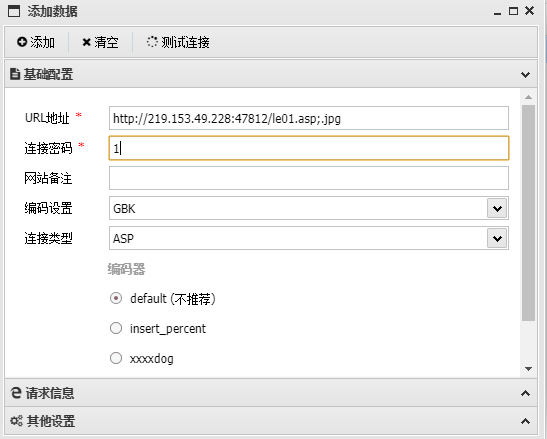 添加数据
添加 清空 测试连接
基础配置
URL地址 * http://219.153.49.228:47812/le01.asp;.jpg
连接密码 * 1
网站备注
编码设置 GBK
连接类型 ASP
编码器
default (不推荐)
insert_percent
xxxxdog
请求信息
其他设置